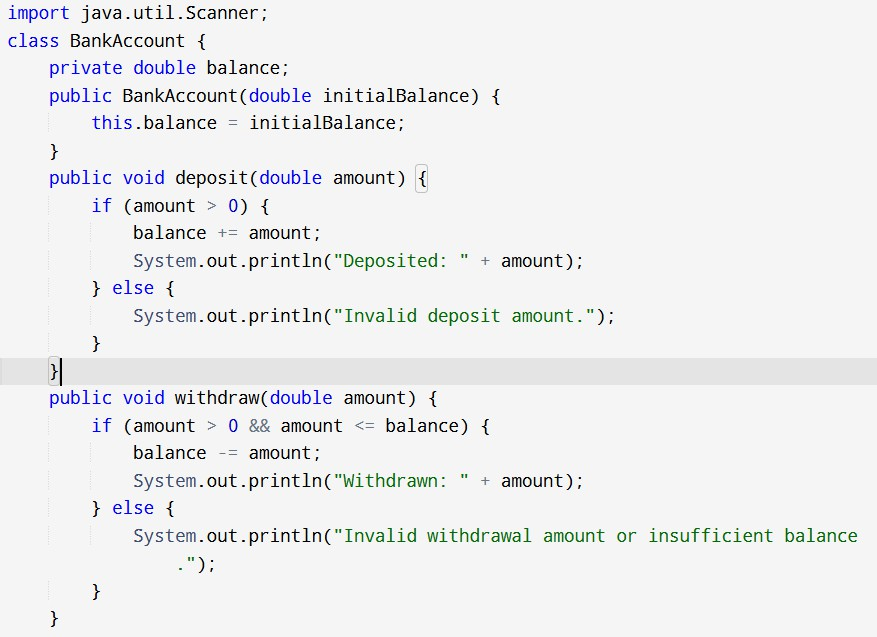 import java.util.Scanner;
class BankAccount {
    private double balance;
    public BankAccount(double initialBalance) {
        this.balance = initialBalance;
    }
    public void deposit(double amount) {
        if (amount > 0) {
            balance += amount;
            System.out.println("Deposited: " + amount);
        } else {
            System.out.println("Invalid deposit amount.");
        }
    }
    public void withdraw(double amount) {
        if (amount > 0 && amount <= balance) {
            balance -= amount;
            System.out.println("Withdrawn: " + amount);
        } else {
            System.out.println("Invalid withdrawal amount or insufficient balance
                .");
        }
    }